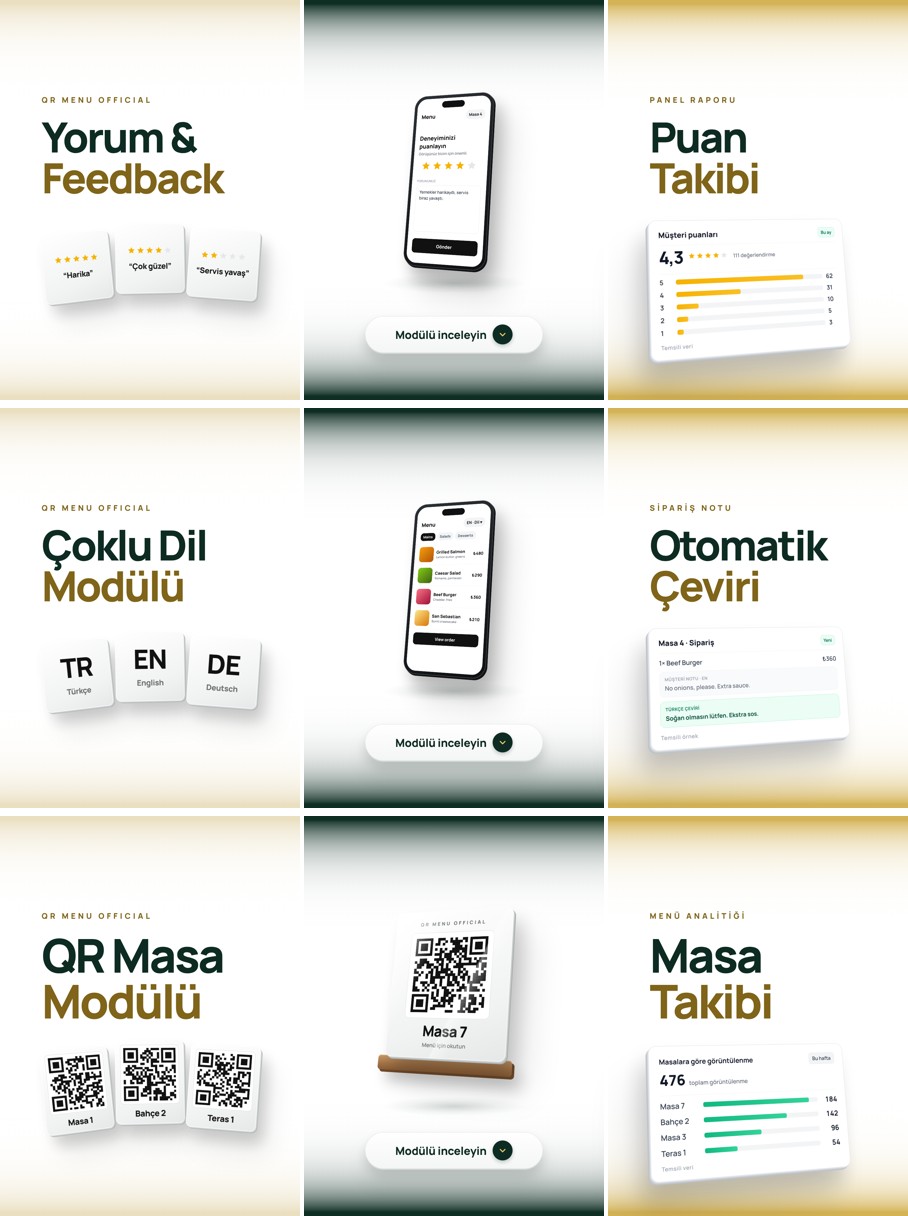 QR MENU OFFICIAL
Yorum &
Feedback
"Harika"
"Çok güzel"
"Servis yavaş"
Menu
Masa 4
Deneyiminizi
puanlayın
Yemekler harikaydı, servis
biraz yavaştı.
Gönder
Modülü inceleyin
PANEL RAPORU
Puan
Takibi
Müşteri puanları
Bu ay
4,3
111 değerlendirme
5 62
4 31
3 10
2 5
1 3
Temsili veri
QR MENU OFFICIAL
Çoklu Dil
Modülü
TR
Türkçe
EN
English
DE
Deutsch
Menu
EN · DE
Salads
Desserts
Grilled Salmon
₺480
Caesar Salad
₺290
Beef Burger
₺360
San Sebastian
₺210
View order
Modülü inceleyin
SİPARİŞ NOTU
Otomatik
Çeviri
Masa 4 · Sipariş
Yeni
1× Beef Burger
₺360
MÜŞTERİ NOTU · EN
No onions, please. Extra sauce.
TÜRKÇE ÇEVİRİ
Soğan olmasın lütfen. Ekstra sos.
Temsili örnek
QR MENU OFFICIAL
QR Masa
Modülü
Masa 1
Bahçe 2
Teras 1
QR MENU OFFICIAL
Masa 7
Menü için okutun
Modülü inceleyin
MENÜ ANALİTİĞİ
Masa
Takibi
Masalara göre görüntülenme
Bu hafta
476 toplam görüntülenme
Masa 7 184
Bahçe 2 142
Masa 3 96
Teras 1 54
Temsili veri